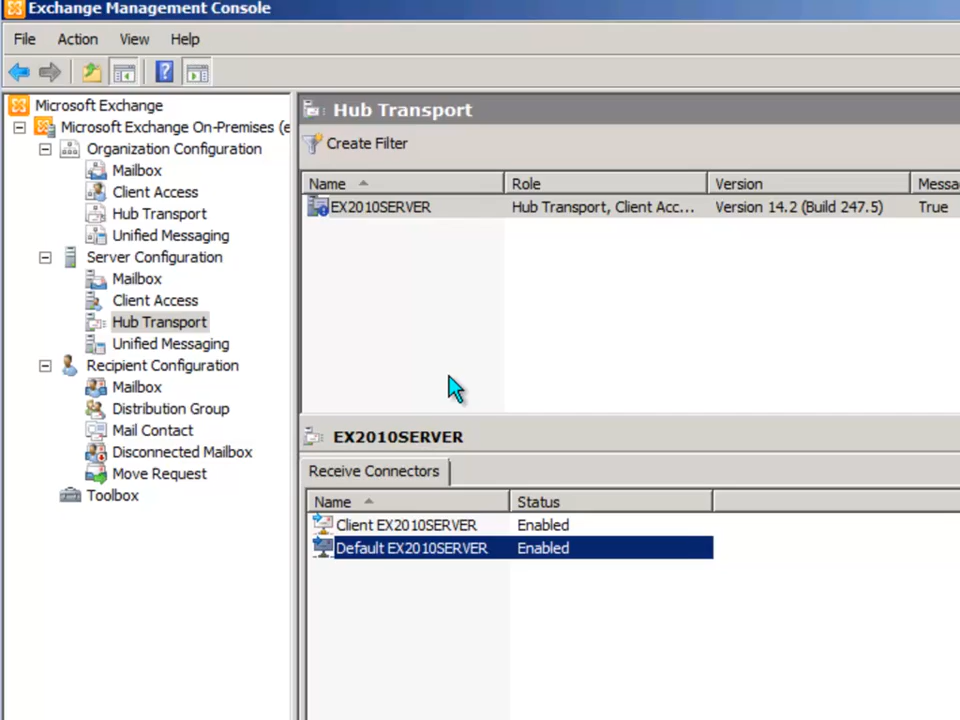 Exchange Management Console
File Action View Help
Microsoft Exchange
Microsoft Exchange On-Premises (e
Organization Configuration
Mailbox
Client Access
Hub Transport
Unified Messaging
Server Configuration
Mailbox
Client Access
Hub Transport
Unified Messaging
Recipient Configuration
Mailbox
Distribution Group
Mail Contact
Disconnected Mailbox
Move Request
Toolbox
Hub Transport
Create Filter
Name Role Version Messa
EX2010SERVER Hub Transport, Client Acc... Version 14.2 (Build 247.5) True
EX2010SERVER
Receive Connectors
Name Status
Client EX2010SERVER Enabled
Default EX2010SERVER Enabled